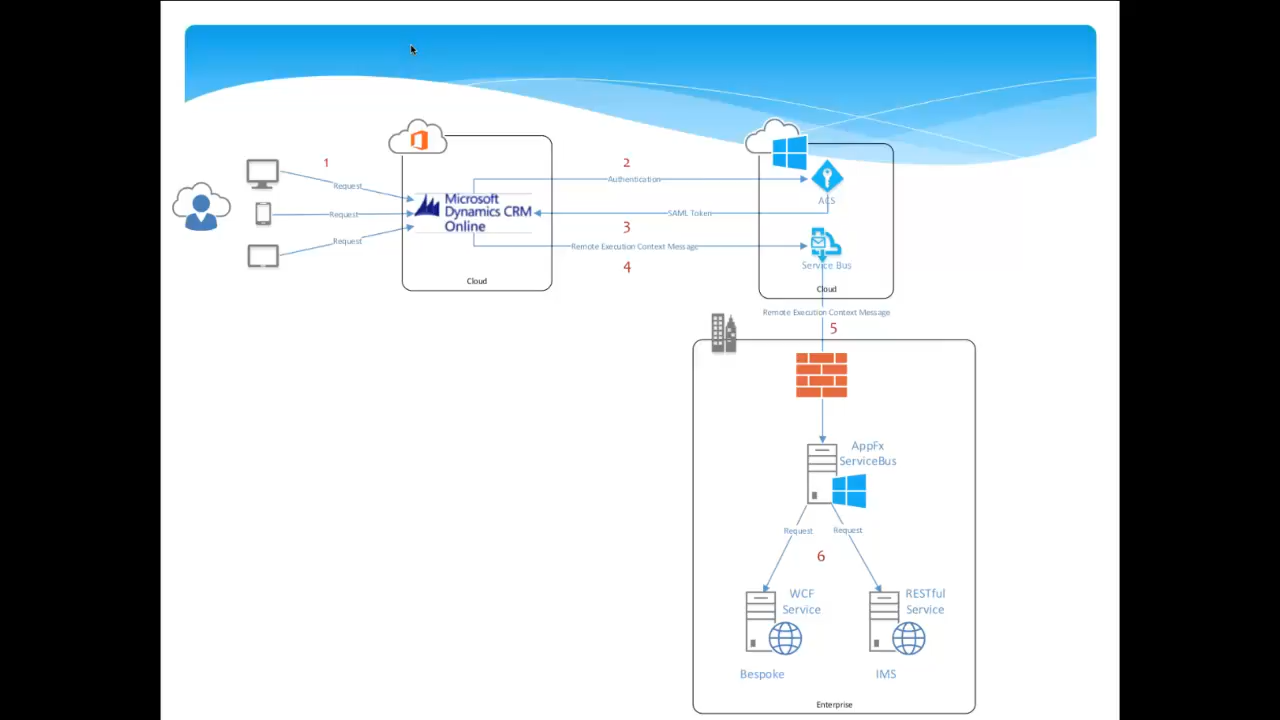 1
Request
Request
Request
Microsoft
Dynamics CRM
Online
Cloud
2
Authentication
SAML Token
3
Remote Execution Context Message
4
ACS
Service Bus
Cloud
Remote Execution Context Message
5
AppFx
ServiceBus
Request
Request
6
WCF
Service
Bespoke
RESTful
Service
IMS
Enterprise